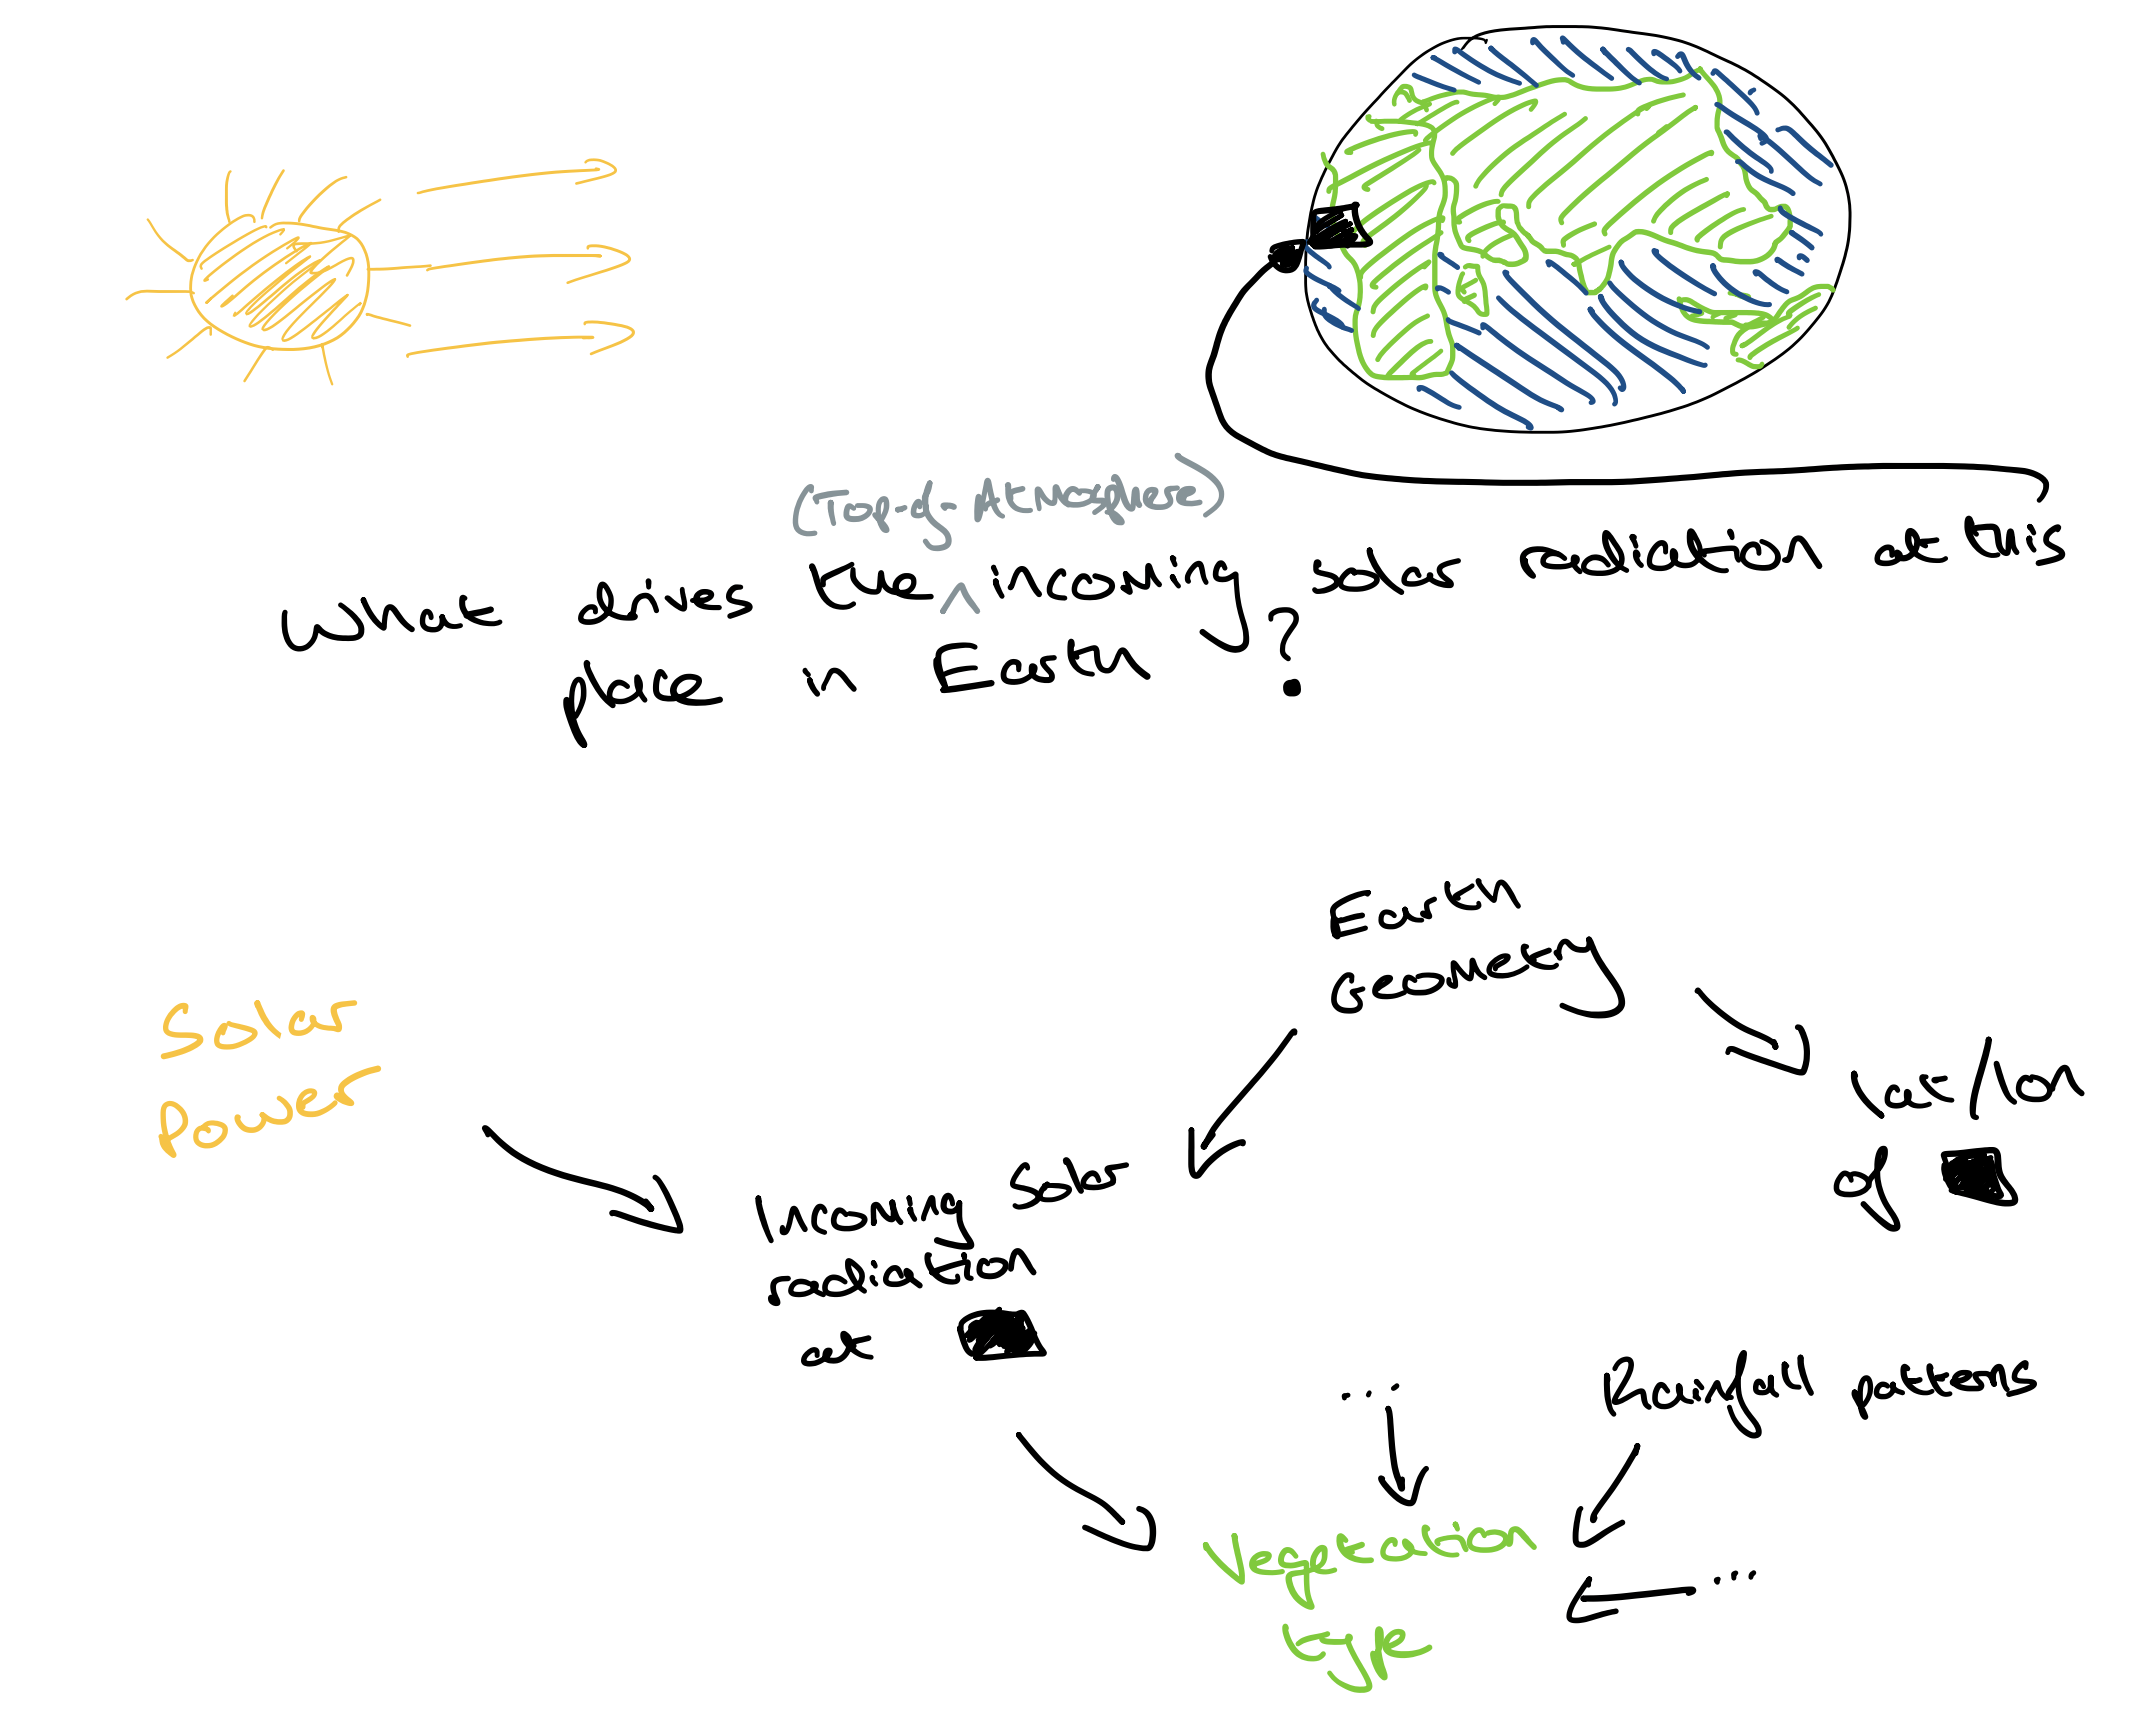 (Top-of-Atmosphere)
What drives the ^ incoming solar radiation at this
place in Earth ?
Earth
Geometry
Solar
Power
lat/lon
of
Incoming Solar
radiation
at
...
Rainfall patterns
Vegetation
type
...